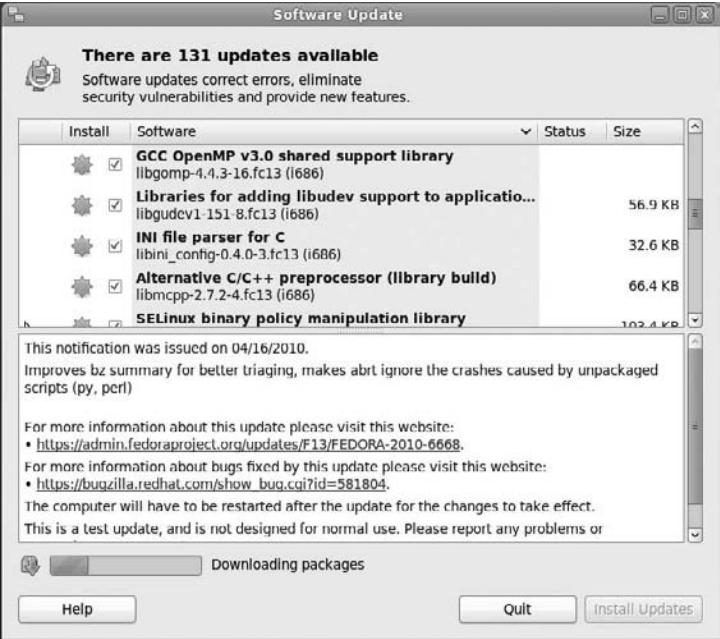 Software Update
There are 131 updates available
Software updates correct errors, eliminate
security vulnerabilities and provide new features.
Install Software Status Size
GCC OpenMP v3.0 shared support library
libgomp-4.4.3-16.fc13 (i686)
Libraries for adding libudev support to applicatio...
libgudev1-151-8.fc13 (i686)
56.9 KB
INI file parser for C
libini_config-0.4.0-3.fc13 (i686)
32.6 KB
Alternative C/C++ preprocessor (library build)
libmcpp-2.7.2-4.fc13 (i686)
66.4 KB
SELinux binary policy manipulation library
103.4 KB
This notification was issued on 04/16/2010.
Improves bz summary for better triaging, makes abrt ignore the crashes caused by unpackaged
scripts (py, perl)
For more information about this update please visit this website:
• https://admin.fedoraproject.org/updates/F13/FEDORA-2010-6668.
For more information about bugs fixed by this update please visit this website:
• https://bugzilla.redhat.com/show_bug.cgi?id=581804.
The computer will have to be restarted after the update for the changes to take effect.
This is a test update, and is not designed for normal use. Please report any problems or
Downloading packages
Help Quit Install Updates